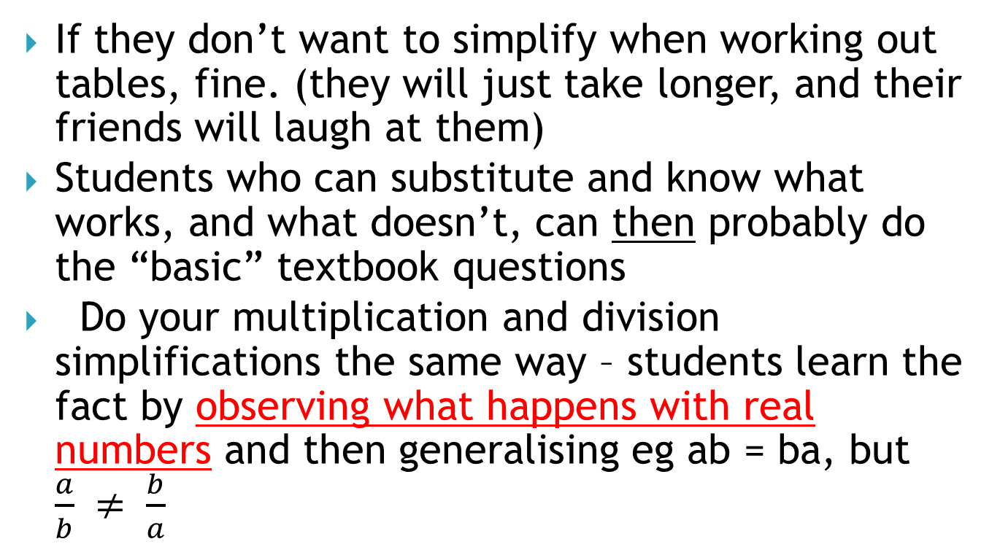 If they don’t want to simplify when working out
tables, fine. (they will just take longer, and their
friends will laugh at them)
Students who can substitute and know what
works, and what doesn’t, can then probably do
the “basic” textbook questions
Do your multiplication and division
simplifications the same way – students learn the
fact by observing what happens with real
numbers and then generalising eg ab = ba, but
a/b ≠ b/a